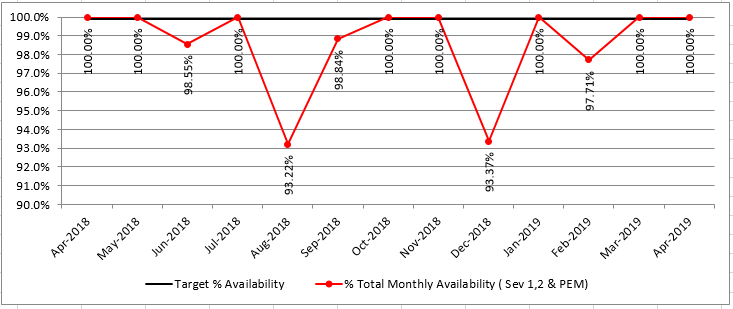 100.0%
99.0%
98.0%
97.0%
96.0%
95.0%
94.0%
93.0%
92.0%
91.0%
90.0%
100.00%
100.00%
98.55%
100.00%
93.22%
98.84%
100.00%
100.00%
93.37%
100.00%
97.71%
100.00%
100.00%
Apr-2018
May-2018
Jun-2018
Jul-2018
Aug-2018
Sep-2018
Oct-2018
Nov-2018
Dec-2018
Jan-2019
Feb-2019
Mar-2019
Apr-2019
Target % Availability
% Total Monthly Availability ( Sev 1,2 & PEM)